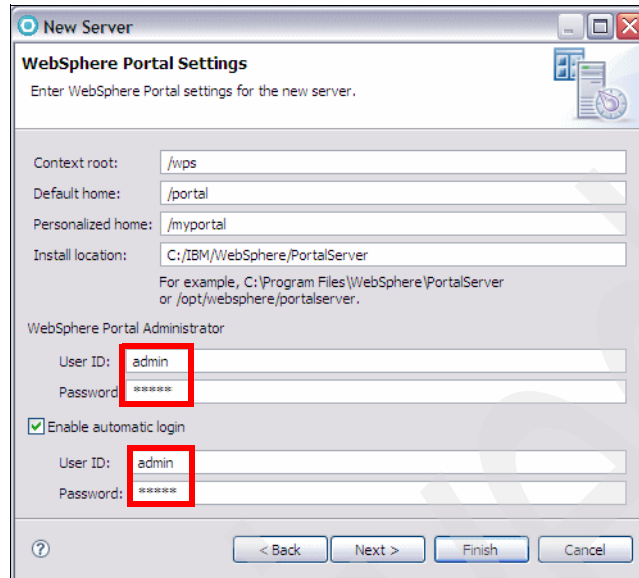 New Server
WebSphere Portal Settings
Enter WebSphere Portal settings for the new server.
Context root: /wps
Default home: /portal
Personalized home: /myportal
Install location: C:/IBM/WebSphere/PortalServer
For example, C:\Program Files\WebSphere\PortalServer
or /opt/websphere/portalserver.
WebSphere Portal Administrator
User ID: admin
Password *****
Enable automatic login
User ID: admin
Password: *****
? < Back Next > Finish Cancel